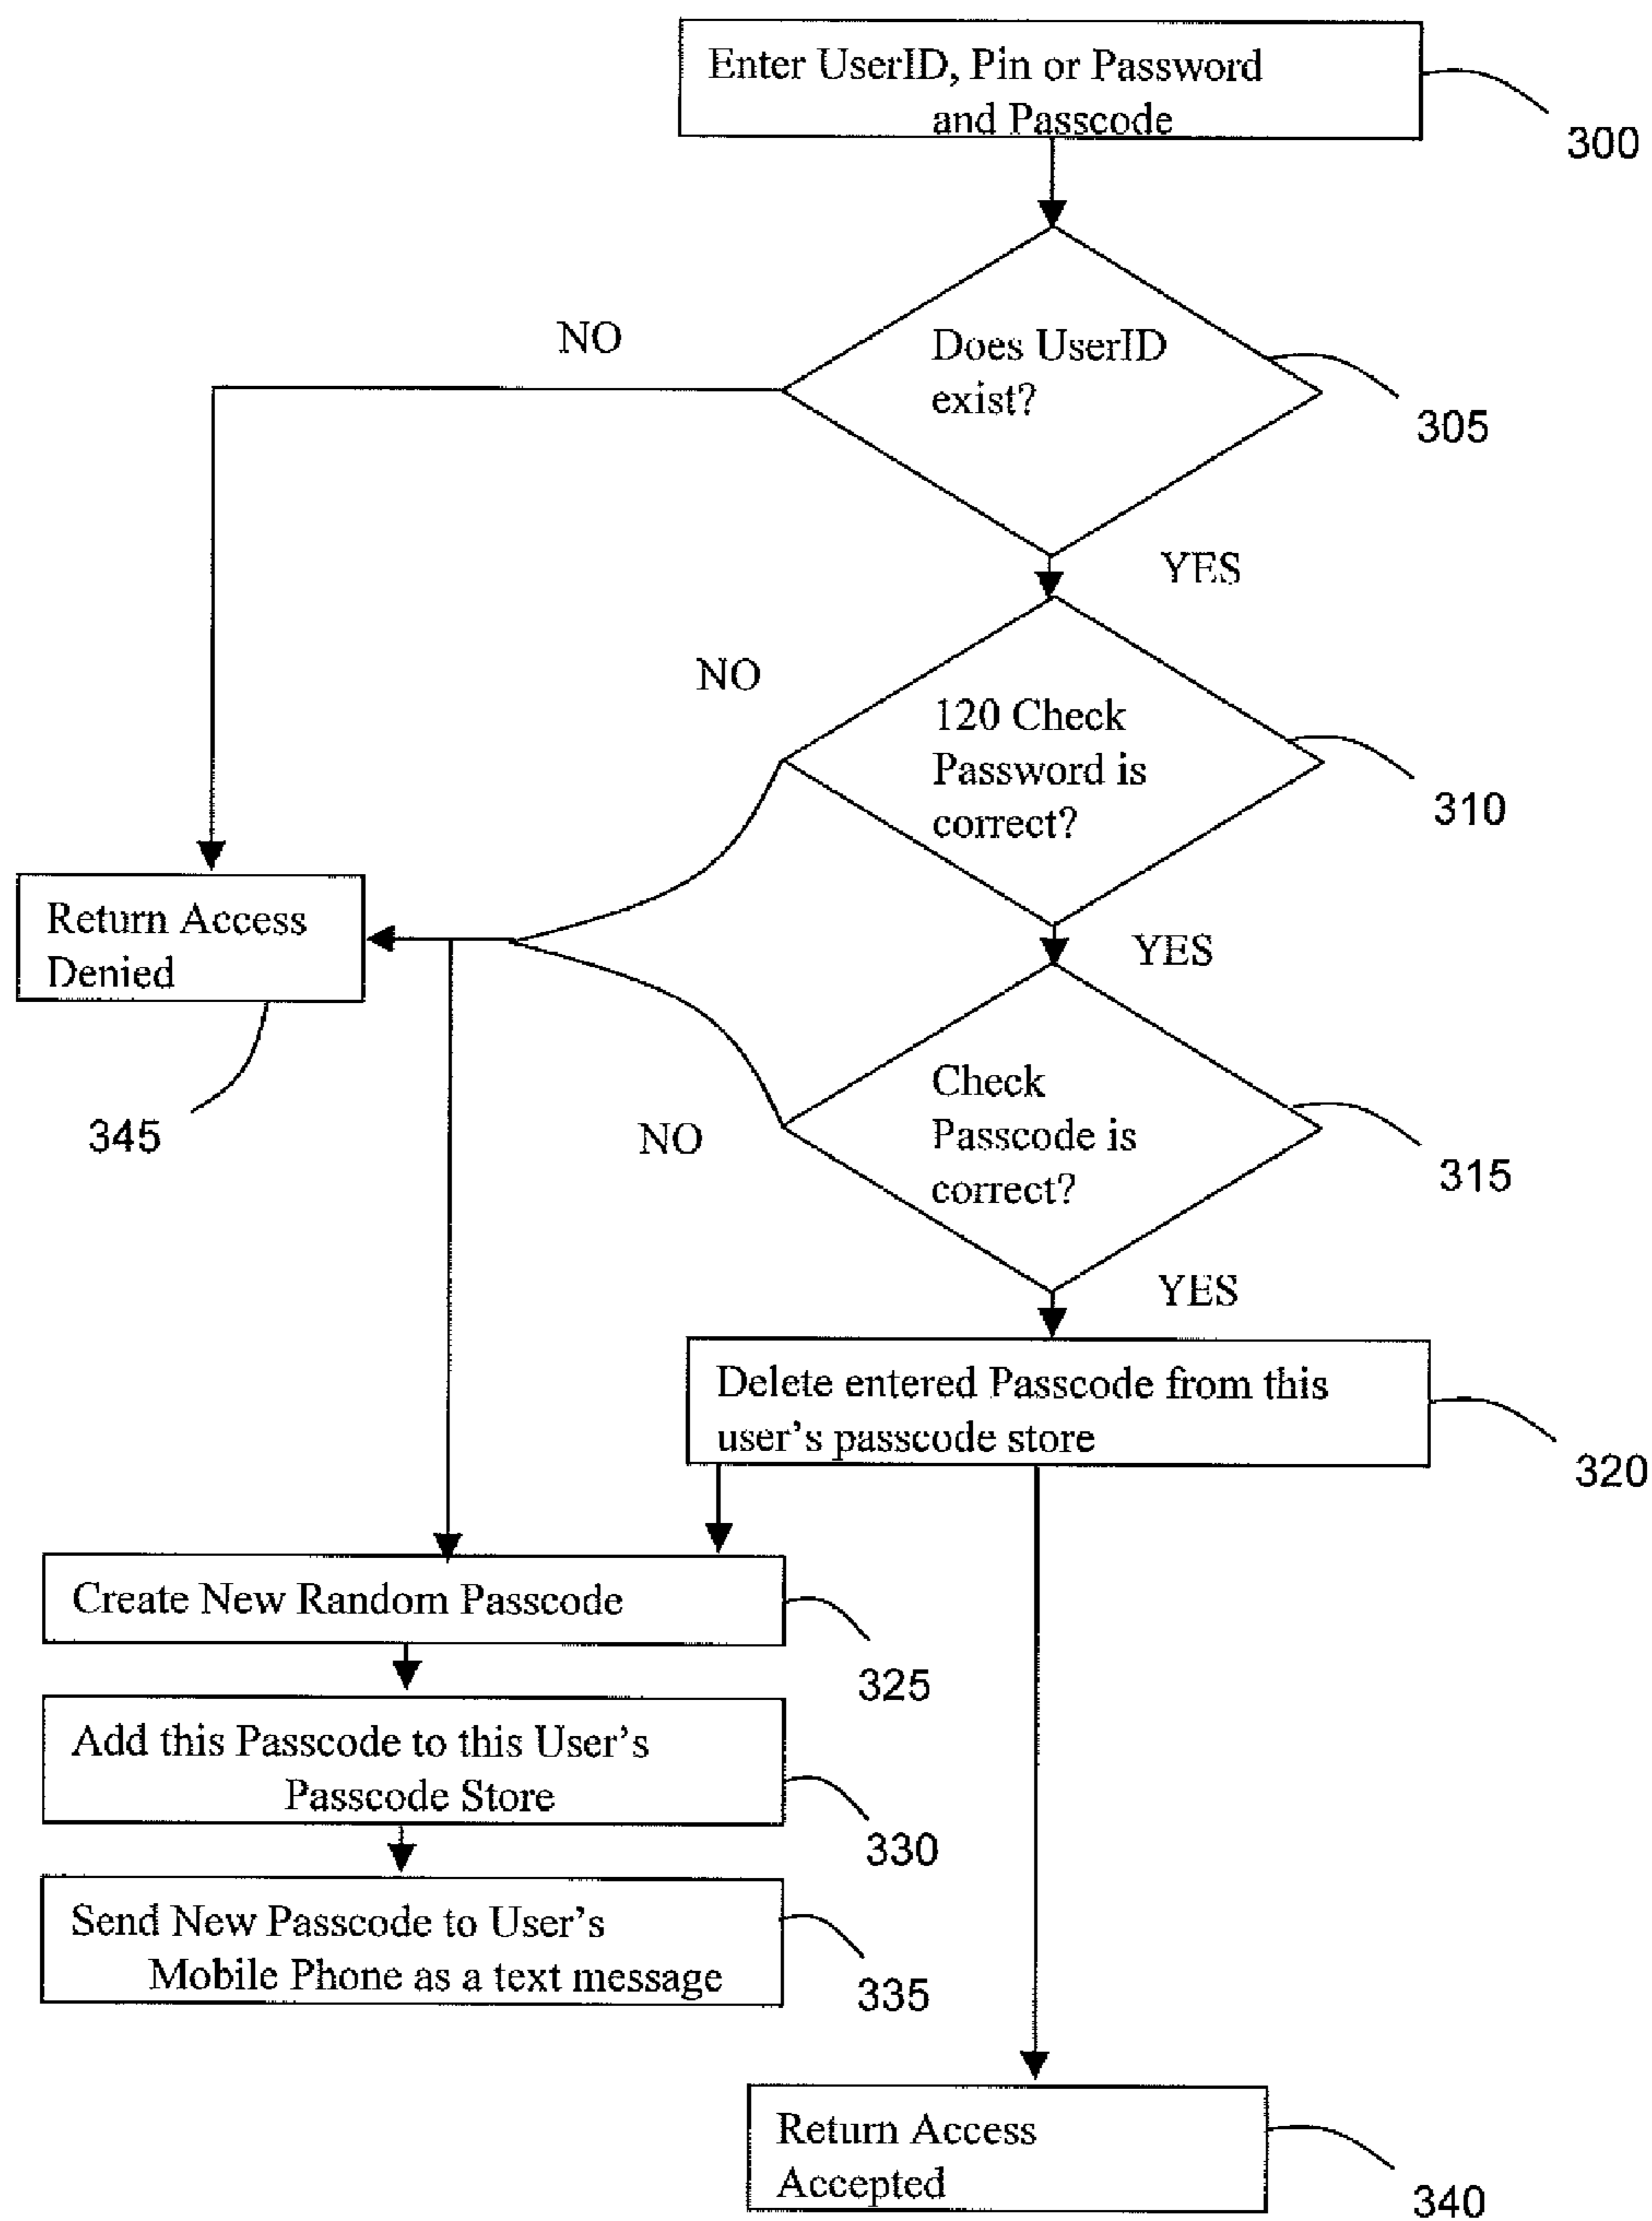 Enter UserID, Pin or Password
and Passcode
300
NO
Does UserID
exist?
305
YES
NO
120 Check
Password is
correct?
310
Return Access
Denied
YES
345
NO
Check
Passcode is
correct?
315
YES
Delete entered Passcode from this
user's passcode store
320
Create New Random Passcode
325
Add this Passcode to this User's
Passcode Store
330
Send New Passcode to User's
Mobile Phone as a text message
335
Return Access
Accepted
340